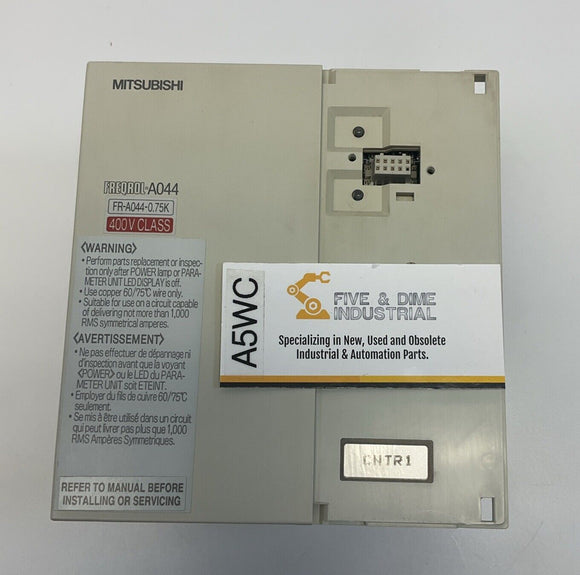 MITSUBISHI
FREQROL-A044
FR-A044-0.75K
400V CLASS
〈WARNING〉
• Perform parts replacement or inspec-
tion only after POWER lamp or PARA-
METER UNIT LED DISPLAY is off.
• Use copper 60/75℃ wire only.
• Suitable for use on a circuit capable
of delivering not more than 1,000
RMS symmetrical amperes.
〈AVERTISSEMENT〉
• Ne pas effectuer de dépannage ni
d'inspection avant que la voyant
〈POWER〉 ou le LED du PARA-
METER UNIT soit ETEINT.
• Employer du fils de cuivre 60/75℃
seulement.
• Se mis à être utilisé dans un circuit
qui peut livrer pas plus que 1,000
RMS Ampères Symmetriques.
REFER TO MANUAL BEFORE
INSTALLING OR SERVICING
A5WC
FIVE & DIME
INDUSTRIAL
Specializing in New, Used and Obsolete
Industrial & Automation Parts.
CNTR1